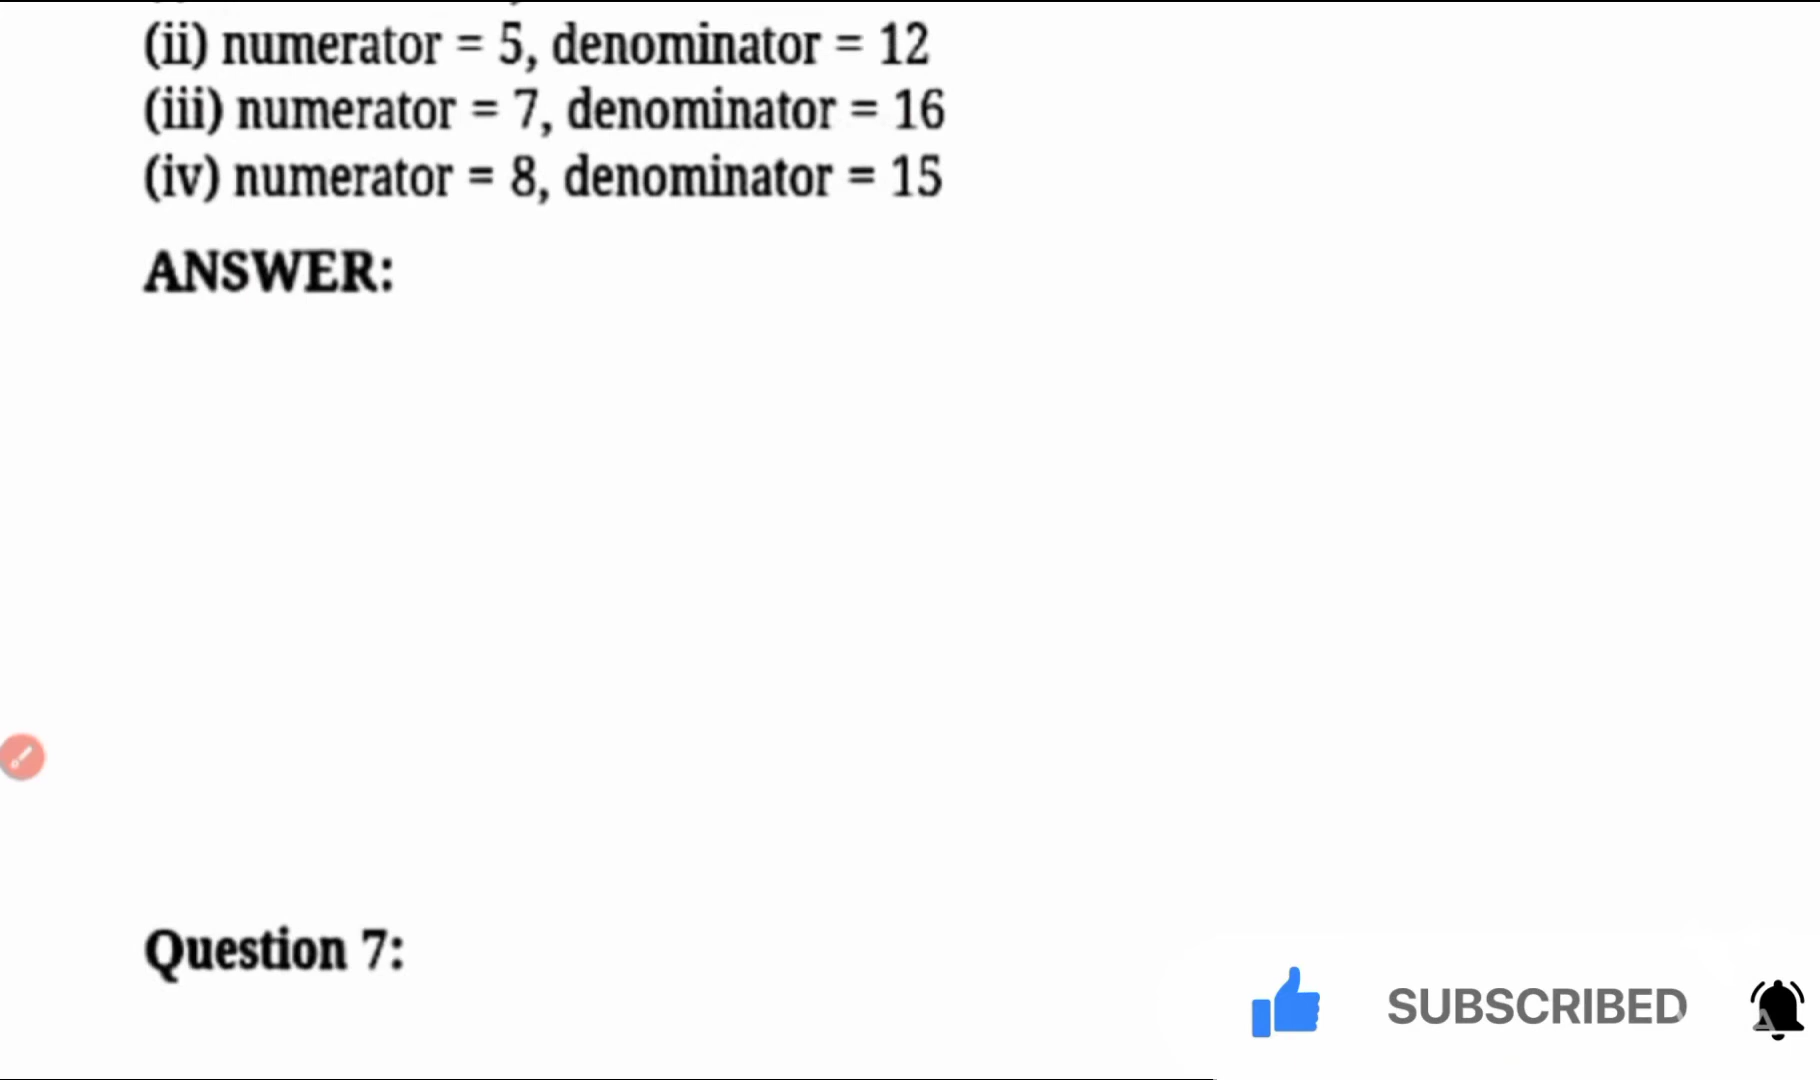 (ii) numerator = 5, denominator = 12
(iii) numerator = 7, denominator = 16
(iv) numerator = 8, denominator = 15
ANSWER:
Question 7:
SUBSCRIBED